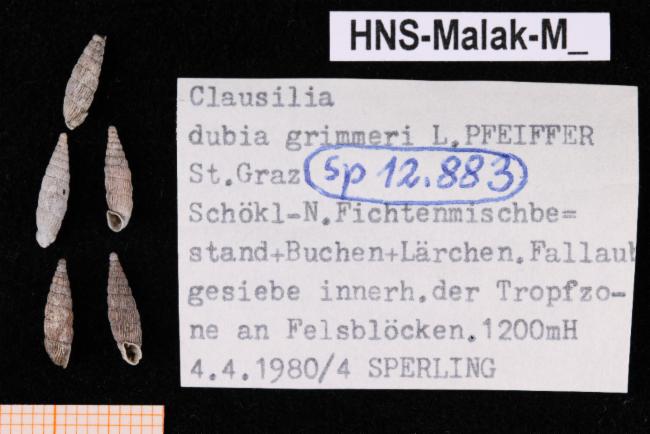 HNS-Malak-M_
Clausilia
dubia grimmeri L.PFEIFFER
St.Graz sp 12.883
Schökl-N.Fichtenmischbe=
stand+Buchen+Lärchen.Fallaub
gesiebe innerh.der Tropfzo-
ne an Felsblöcken.1200mH
4.4.1980/4 SPERLING